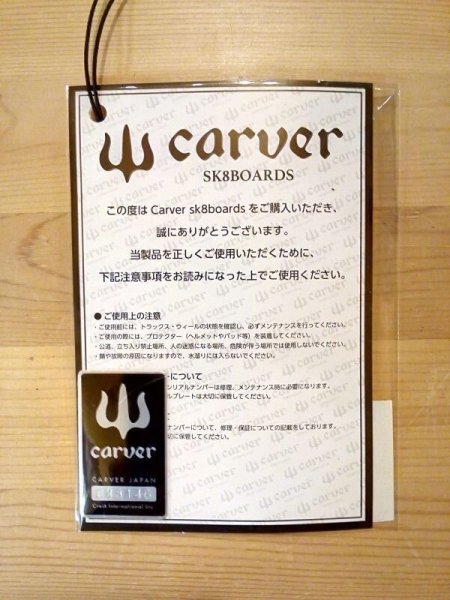 carver
SK8BOARDS
この度は Carver sk8boards をご購入いただき、
誠にありがとうございます。
当製品を正しくご使用いただくために、
下記注意事項をお読みになった上でご使用ください。
● ご使用上の注意
・ご使用前には、トラックス・ウィールの状態を確認し、必ずメンテナンスを行ってください。
・ご使用の際には、プロテクター（ヘルメットやパッド等）を装着してください。
・公道、立ち入り禁止場所、人の迷惑になる場所、危険が伴う場所では使用しないでください。
・錆や故障の原因になりますので、水溜りには入らないでください。
ーについて
シリアルナンバーは修理、メンテナンス時に必要になります。
ルプレートは大切に保管してください。
ナンバーについて、修理・保証についての記載をしております。
切に保管してください。
carver
CARVER JAPAN
Crest International Inc.